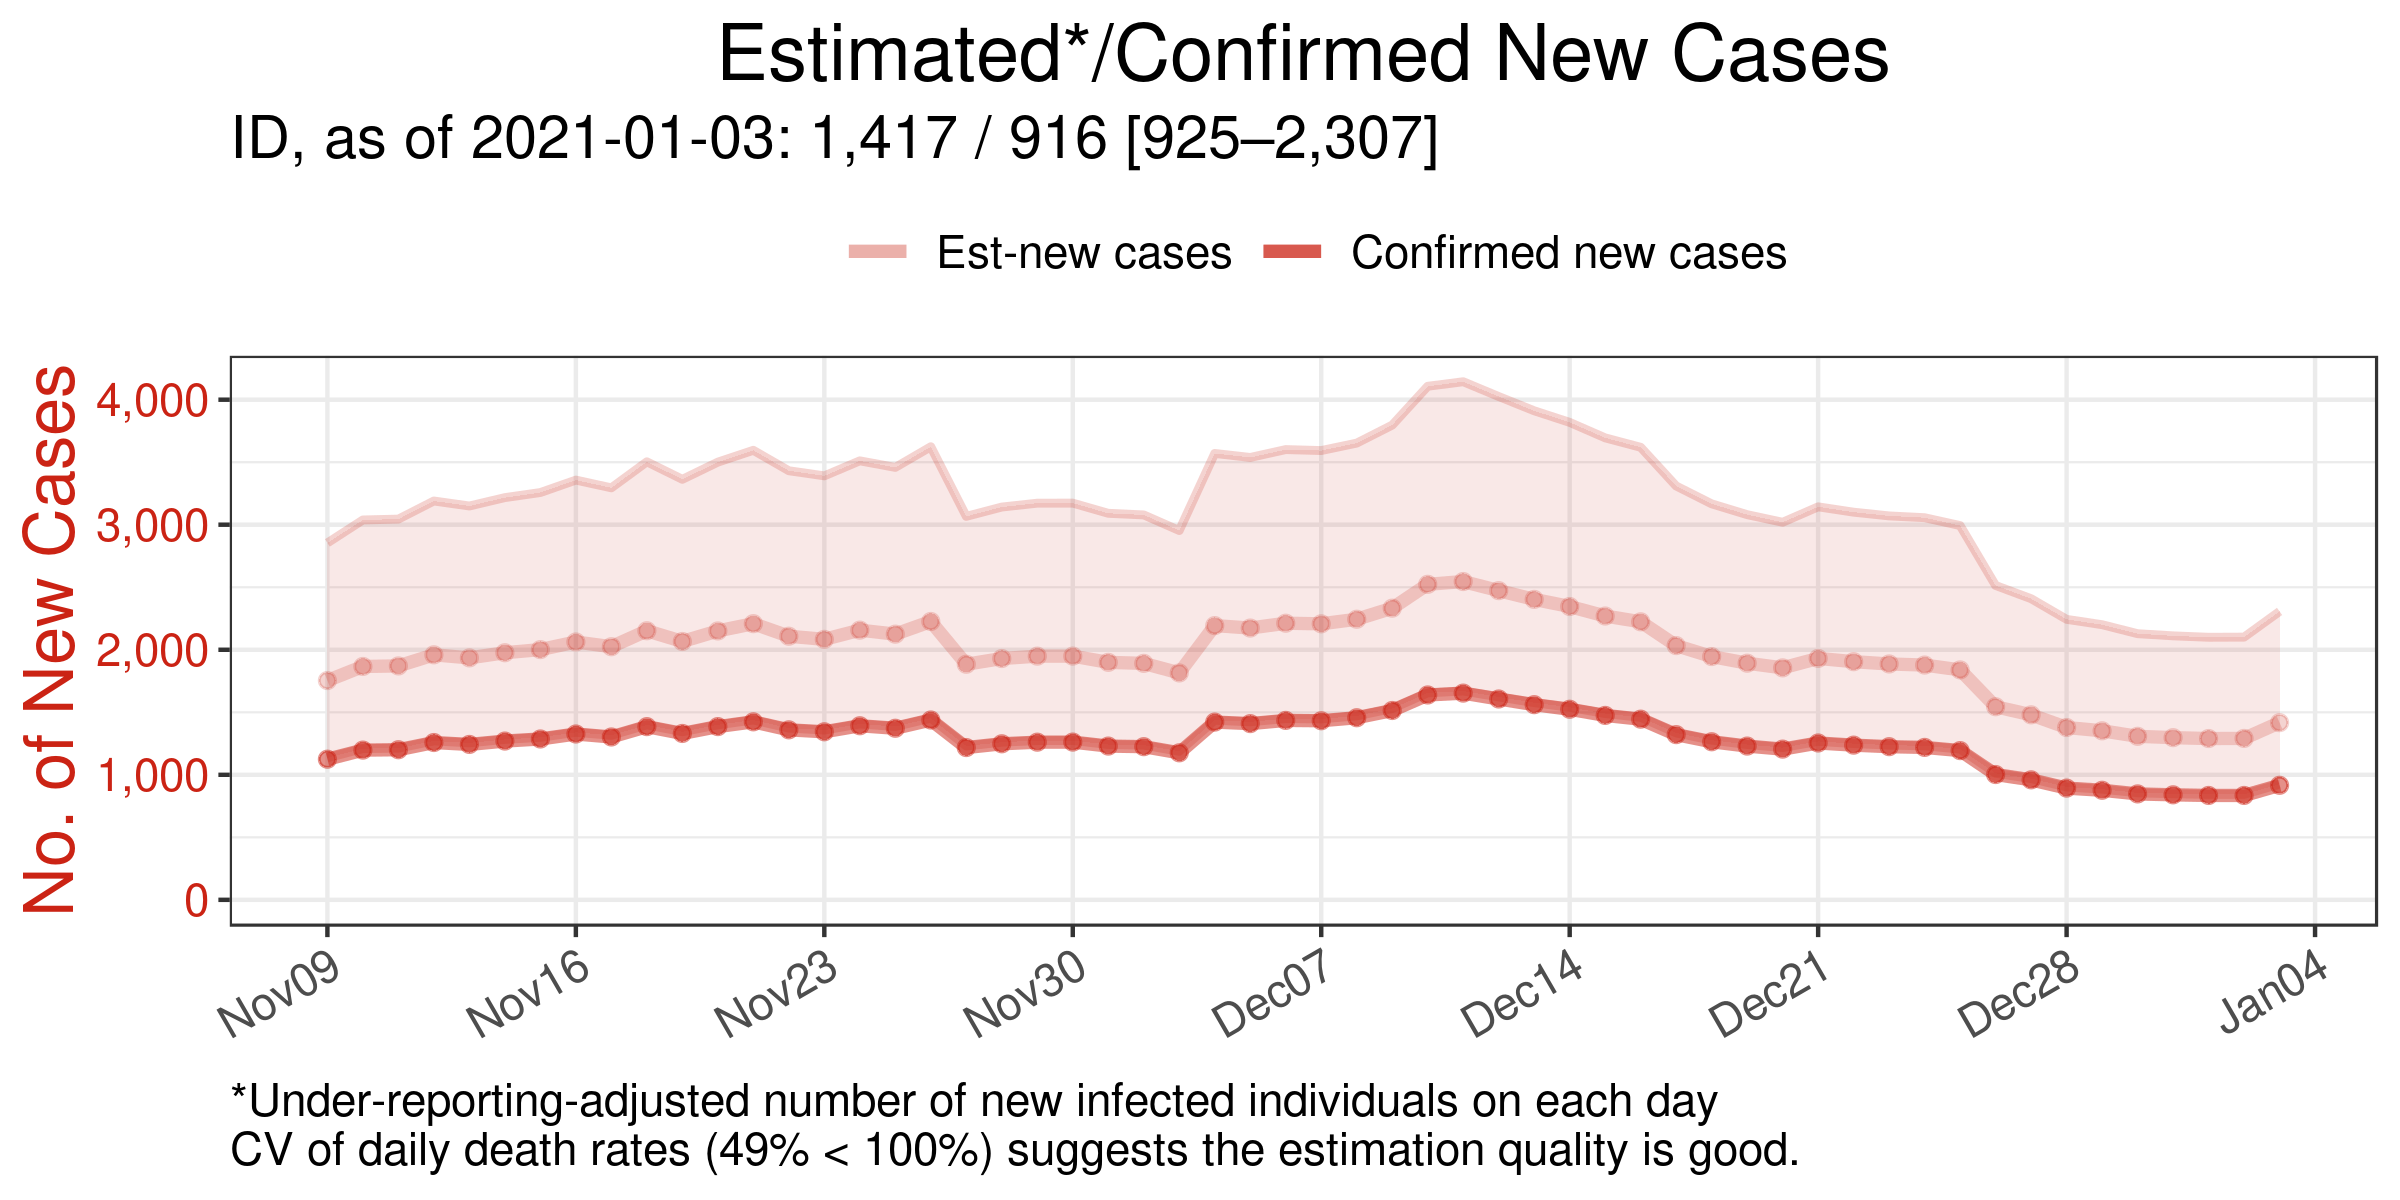 Estimated*/Confirmed New Cases
ID, as of 2021-01-03: 1,417 / 916 [925–2,307]
Est-new cases Confirmed new cases
No. of New Cases
4,000
3,000
2,000
1,000
0
Nov09 Nov16 Nov23 Nov30 Dec07 Dec14 Dec21 Dec28 Jan04
*Under-reporting-adjusted number of new infected individuals on each day
CV of daily death rates (49% < 100%) suggests the estimation quality is good.